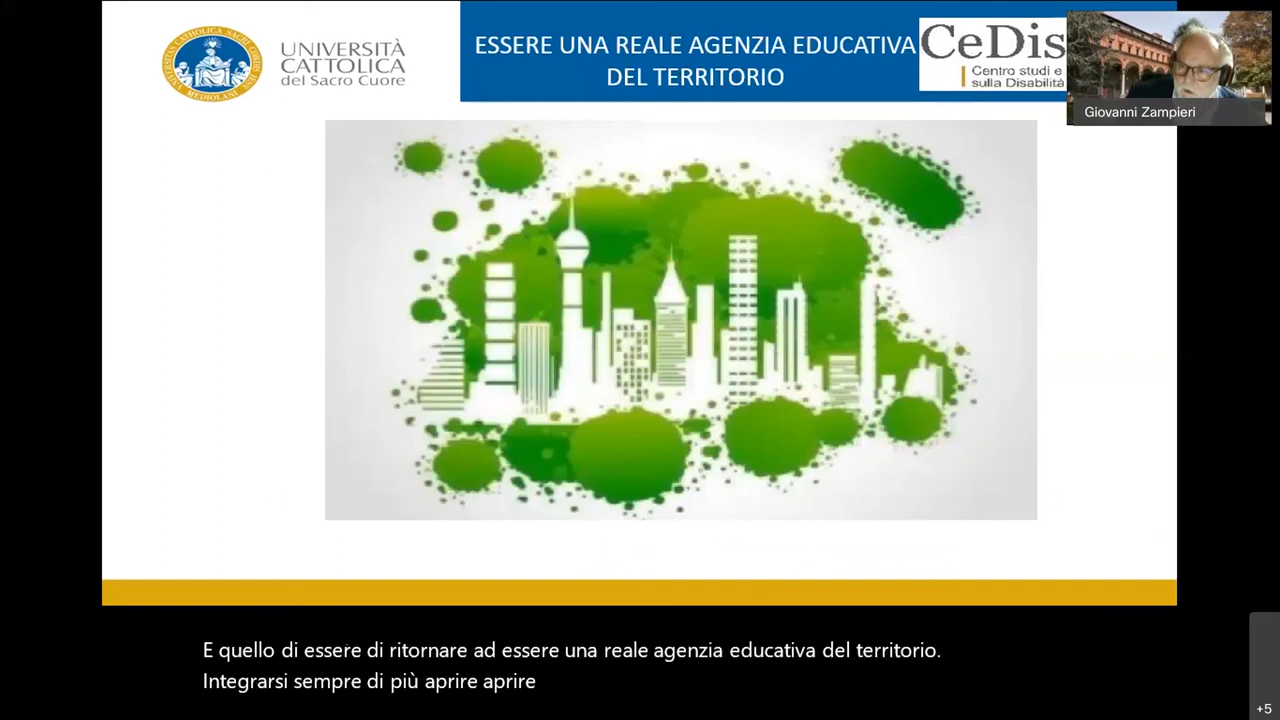 UNIVERSITÀ
CATTOLICA
del Sacro Cuore
ESSERE UNA REALE AGENZIA EDUCATIVA
DEL TERRITORIO
CeDis
Centro studi e
sulla Disabilità
Giovanni Zampieri
E quello di essere di ritornare ad essere una reale agenzia educativa del territorio.
Integrarsi sempre di più aprire aprire
+5